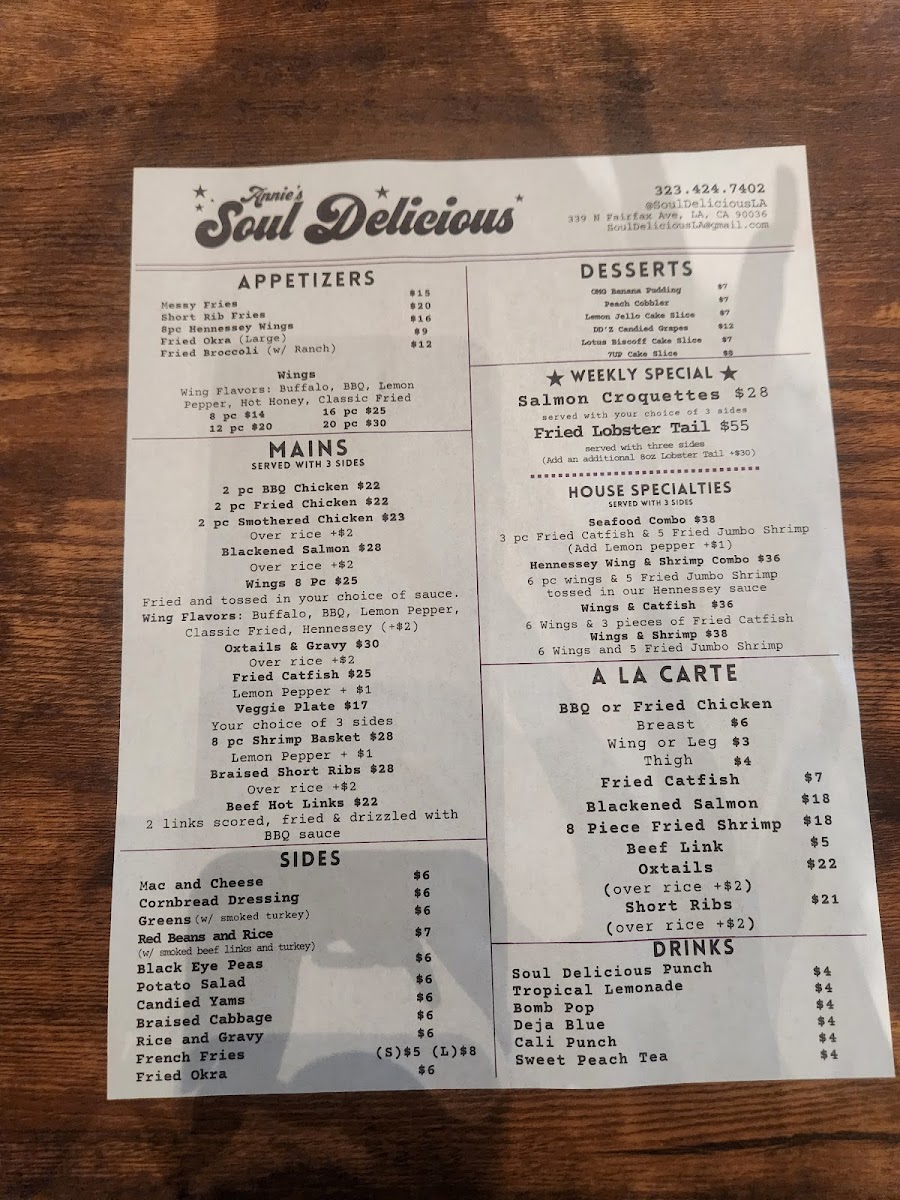 Annie's
Soul Delicious
323.424.7402
@SoulDeliciousLA
339 N Fairfax Ave, LA, CA 90036
SoulDeliciousLA@gmail.com
APPETIZERS
Messy Fries $15
Short Rib Fries $20
8pc Hennessey Wings $16
Fried Okra (Large) $9
Fried Broccoli (w/ Ranch) $12
Wings
Wing Flavors: Buffalo, BBQ, Lemon
Pepper, Hot Honey, Classic Fried
8 pc $14 16 pc $25
12 pc $20 20 pc $30
MAINS
SERVED WITH 3 SIDES
2 pc BBQ Chicken $22
2 pc Fried Chicken $22
2 pc Smothered Chicken $23
Over rice +$2
Blackened Salmon $28
Over rice +$2
Wings 8 Pc $25
Fried and tossed in your choice of sauce.
Wing Flavors: Buffalo, BBQ, Lemon Pepper,
Classic Fried, Hennessey (+$2)
Oxtails & Gravy $30
Over rice +$2
Fried Catfish $25
Lemon Pepper + $1
Veggie Plate $17
Your choice of 3 sides
8 pc Shrimp Basket $28
Lemon Pepper + $1
Braised Short Ribs $28
Over rice +$2
Beef Hot Links $22
2 links scored, fried & drizzled with
BBQ sauce
SIDES
Mac and Cheese $6
Cornbread Dressing $6
Greens (w/ smoked turkey) $6
Red Beans and Rice $7
(w/ smoked beef links and turkey)
Black Eye Peas $6
Potato Salad $6
Candied Yams $6
Braised Cabbage $6
Rice and Gravy $6
French Fries (S)$5 (L)$8
Fried Okra $6
DESSERTS
OMG Banana Pudding $7
Peach Cobbler $7
Lemon Jello Cake Slice $7
DD'Z Candied Grapes $12
Lotus Biscoff Cake Slice $7
7UP Cake Slice
★ WEEKLY SPECIAL ★
Salmon Croquettes $28
served with your choice of 3 sides
Fried Lobster Tail $55
served with three sides
(Add an additional 8oz Lobster Tail +$30)
HOUSE SPECIALTIES
SERVED WITH 3 SIDES
Seafood Combo $38
3 pc Fried Catfish & 5 Fried Jumbo Shrimp
(Add Lemon pepper +$1)
Hennessey Wing & Shrimp Combo $36
6 pc wings & 5 Fried Jumbo Shrimp
tossed in our Hennessey sauce
Wings & Catfish $36
6 Wings & 3 pieces of Fried Catfish
Wings & Shrimp $38
6 Wings and 5 Fried Jumbo Shrimp
A LA CARTE
BBQ or Fried Chicken
Breast $6
Wing or Leg $3
Thigh $4
Fried Catfish $7
Blackened Salmon $18
8 Piece Fried Shrimp $18
Beef Link $5
Oxtails $22
(over rice +$2)
Short Ribs $21
(over rice +$2)
DRINKS
Soul Delicious Punch $4
Tropical Lemonade $4
Bomb Pop $4
Deja Blue $4
Cali Punch $4
Sweet Peach Tea $4